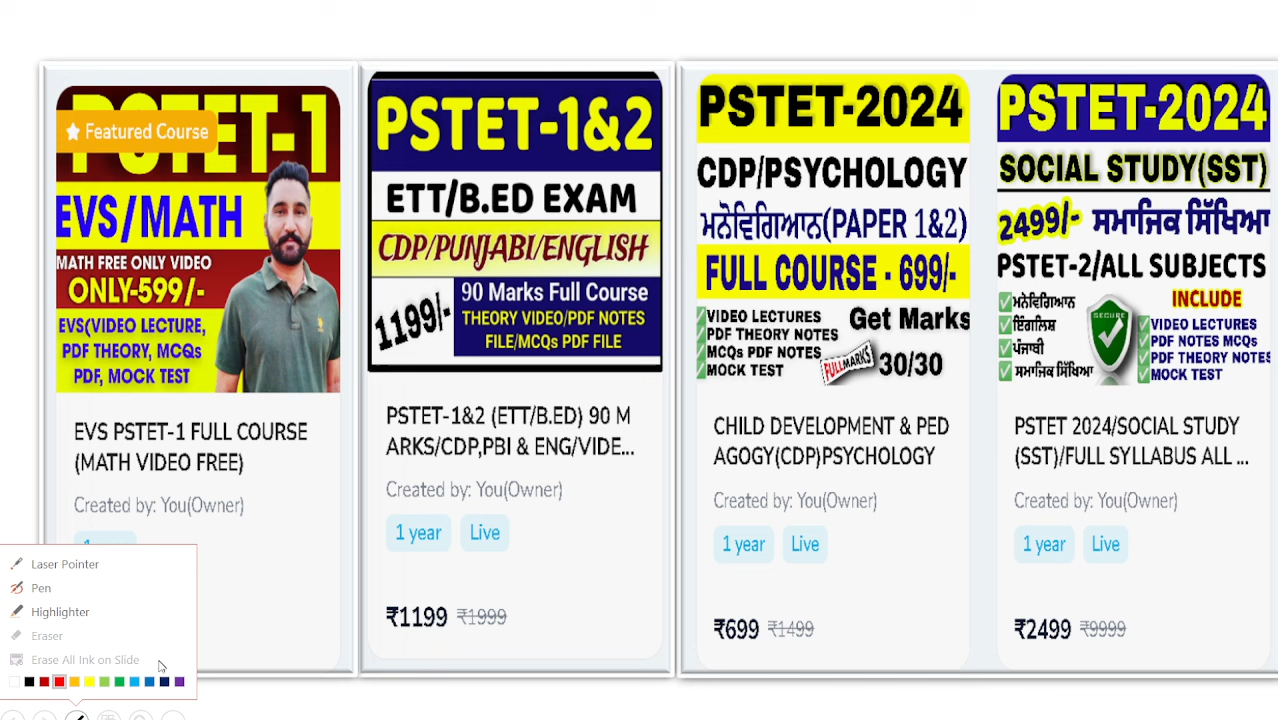 PSTET-1
Featured Course
EVS/MATH
MATH FREE ONLY VIDEO
ONLY-599/-
EVS(VIDEO LECTURE,
PDF THEORY, MCQs
PDF, MOCK TEST
EVS PSTET-1 FULL COURSE
(MATH VIDEO FREE)
Created by: You(Owner)
PSTET-1&2
ETT/B.ED EXAM
CDP/PUNJABI/ENGLISH
1199/-
90 Marks Full Course
THEORY VIDEO/PDF NOTES
FILE/MCQs PDF FILE
PSTET-1&2 (ETT/B.ED) 90 M
ARKS/CDP,PBI & ENG/VIDE...
Created by: You(Owner)
1 year Live
₹1199 ₹1999
PSTET-2024
CDP/PSYCHOLOGY
ਮਨੋਵਿਗਿਆਨ(PAPER 1&2)
FULL COURSE - 699/-
VIDEO LECTURES
PDF THEORY NOTES
MCQs PDF NOTES
MOCK TEST
Get Marks
FULL MARKS
30/30
CHILD DEVELOPMENT & PED
AGOGY(CDP)PSYCHOLOGY
Created by: You(Owner)
1 year Live
₹699 ₹1499
PSTET-2024
SOCIAL STUDY(SST)
2499/- ਸਮਾਜਿਕ ਸਿੱਖਿਆ
PSTET-2/ALL SUBJECTS
ਮਨੋਵਿਗਿਆਨ
ਇੰਗਲਿਸ਼
ਪੰਜਾਬੀ
ਸਮਾਜਿਕ ਸਿੱਖਿਆ
SECURE
INCLUDE
VIDEO LECTURES
PDF NOTES MCQs
PDF THEORY NOTES
MOCK TEST
PSTET 2024/SOCIAL STUDY
(SST)/FULL SYLLABUS ALL ...
Created by: You(Owner)
1 year Live
₹2499 ₹9999
Laser Pointer
Pen
Highlighter
Eraser
Erase All Ink on Slide